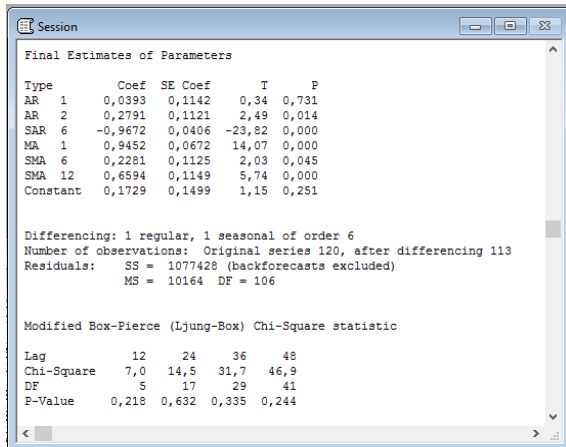 Session
Final Estimates of Parameters
Type Coef SE Coef T P
AR 1 0,0393 0,1142 0,34 0,731
AR 2 0,2791 0,1121 2,49 0,014
SAR 6 -0,9672 0,0406 -23,82 0,000
MA 1 0,9452 0,0672 14,07 0,000
SMA 6 0,2281 0,1125 2,03 0,045
SMA 12 0,6594 0,1149 5,74 0,000
Constant 0,1729 0,1499 1,15 0,251
Differencing: 1 regular, 1 seasonal of order 6
Number of observations: Original series 120, after differencing 113
Residuals: SS = 1077428 (backforecasts excluded)
MS = 10164 DF = 106
Modified Box-Pierce (Ljung-Box) Chi-Square statistic
Lag 12 24 36 48
Chi-Square 7,0 14,5 31,7 46,9
DF 5 17 29 41
P-Value 0,218 0,632 0,335 0,244